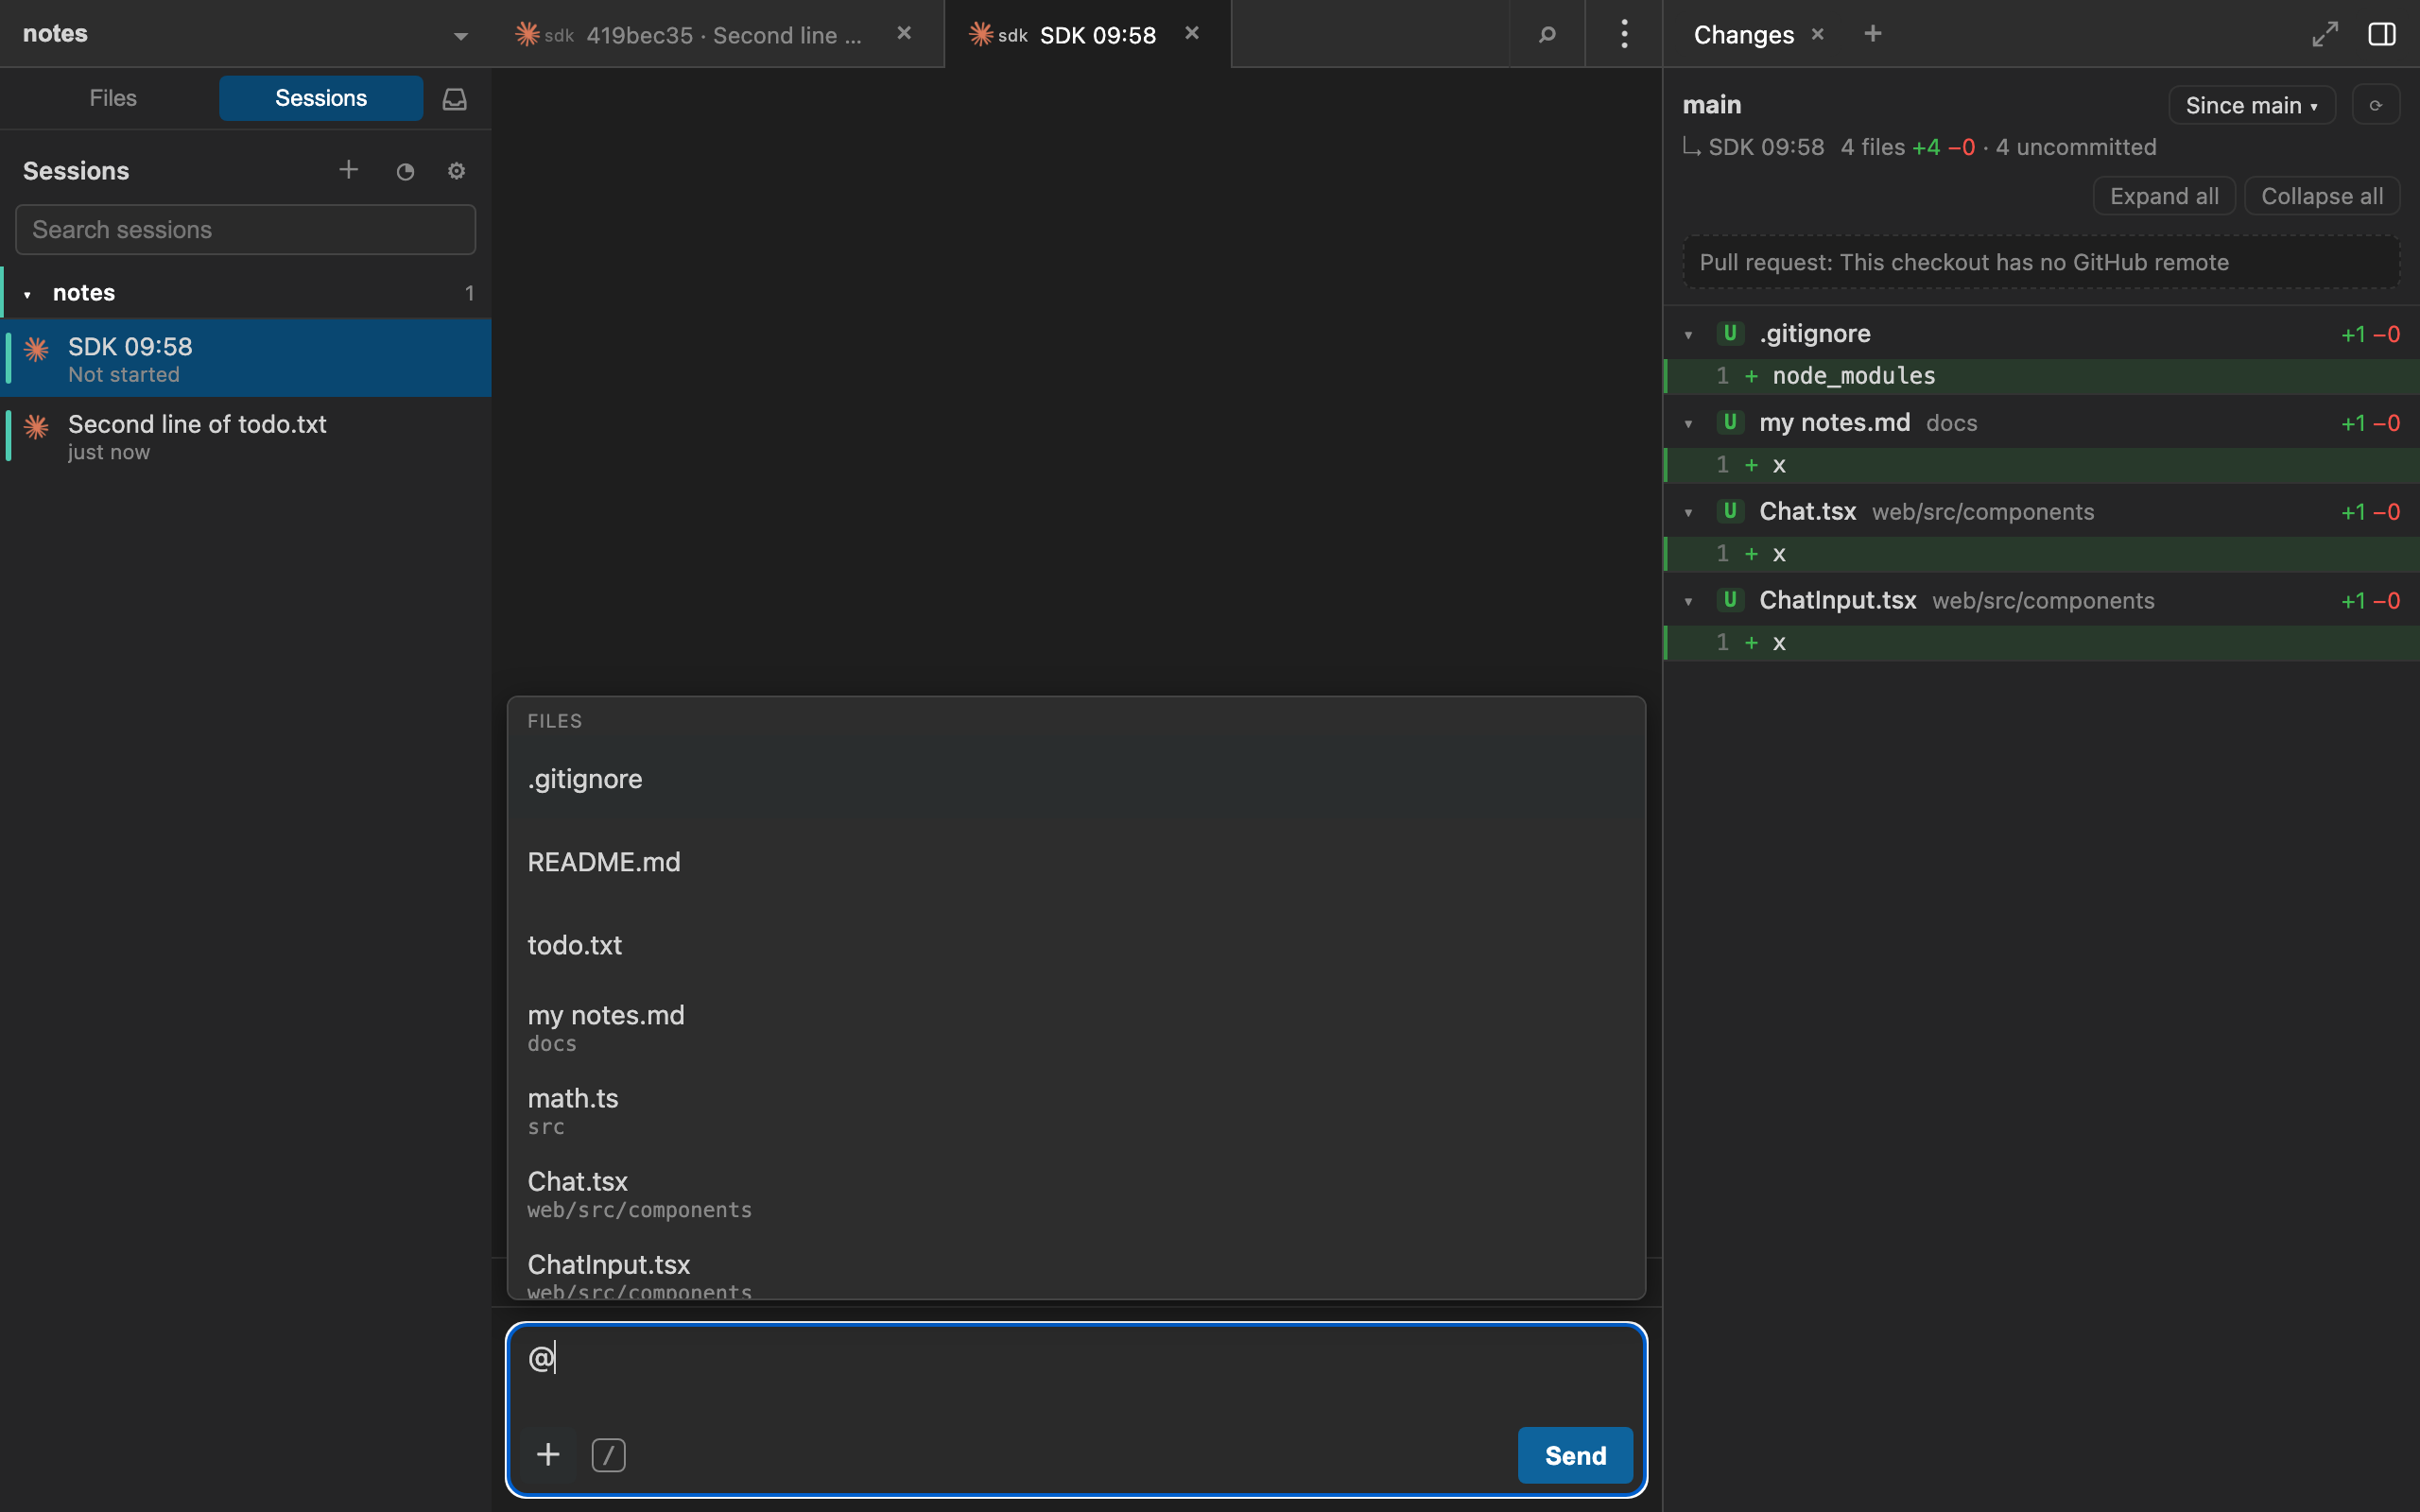 notes
sdk 419bec35 · Second line ... ×
sdk SDK 09:58 ×
Changes × +
Files Sessions
Sessions
Search sessions
notes 1
SDK 09:58
Not started
Second line of todo.txt
just now
main Since main
SDK 09:58 4 files +4 −0 · 4 uncommitted
Expand all Collapse all
Pull request: This checkout has no GitHub remote
U .gitignore +1 −0
1 + node_modules
U my notes.md docs +1 −0
1 + x
U Chat.tsx web/src/components +1 −0
1 + x
U ChatInput.tsx web/src/components +1 −0
1 + x
FILES
.gitignore
README.md
todo.txt
my notes.md
docs
math.ts
src
Chat.tsx
web/src/components
ChatInput.tsx
web/src/components
@
+ /
Send